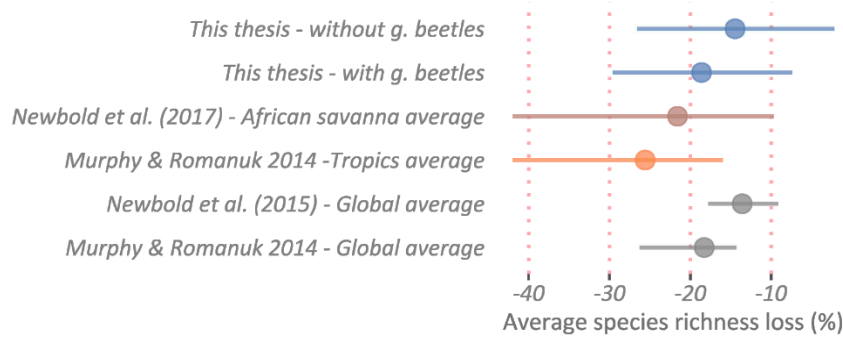 This thesis - without g. beetles
This thesis - with g. beetles
Newbold et al. (2017) - African savanna average
Murphy & Romanuk 2014 -Tropics average
Newbold et al. (2015) - Global average
Murphy & Romanuk 2014 - Global average
-40 -30 -20 -10
Average species richness loss (%)